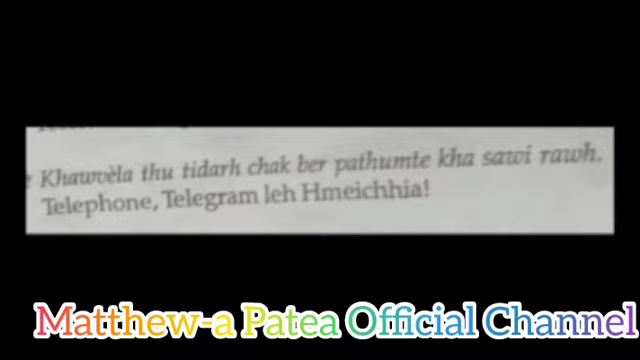 Khawvèla thu tidarh chak ber pathumte kha sawi rawh.
Telephone, Telegram leh Hmeichhia!
Matthew-a Patea Official Channel